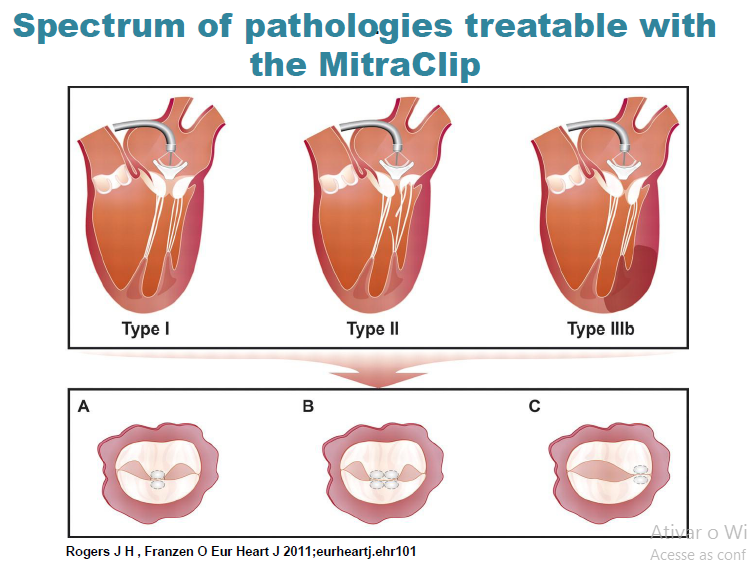 Spectrum of pathologies treatable with
the MitraClip
Type I
Type II
Type IIIb
A
B
C
Rogers J H , Franzen O Eur Heart J 2011;eurheartj.ehr101
Ativar o Wi
Acesse as conf